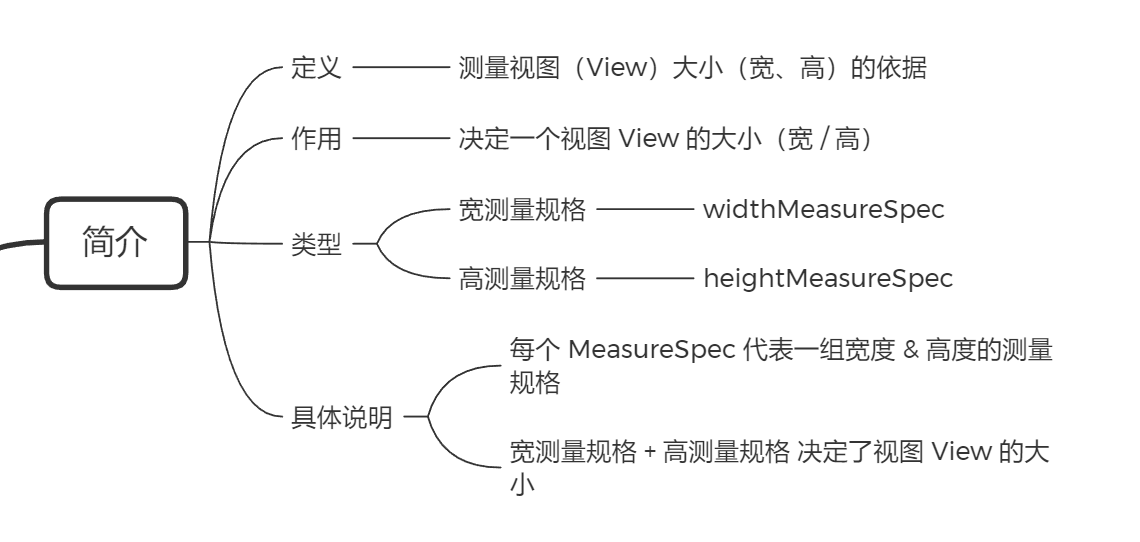 简介
定义
测量视图（View）大小（宽、高）的依据
作用
决定一个视图 View 的大小（宽 / 高）
类型
宽测量规格
widthMeasureSpec
高测量规格
heightMeasureSpec
具体说明
每个 MeasureSpec 代表一组宽度 & 高度的测量
规格
宽测量规格 + 高测量规格 决定了视图 View 的大
小